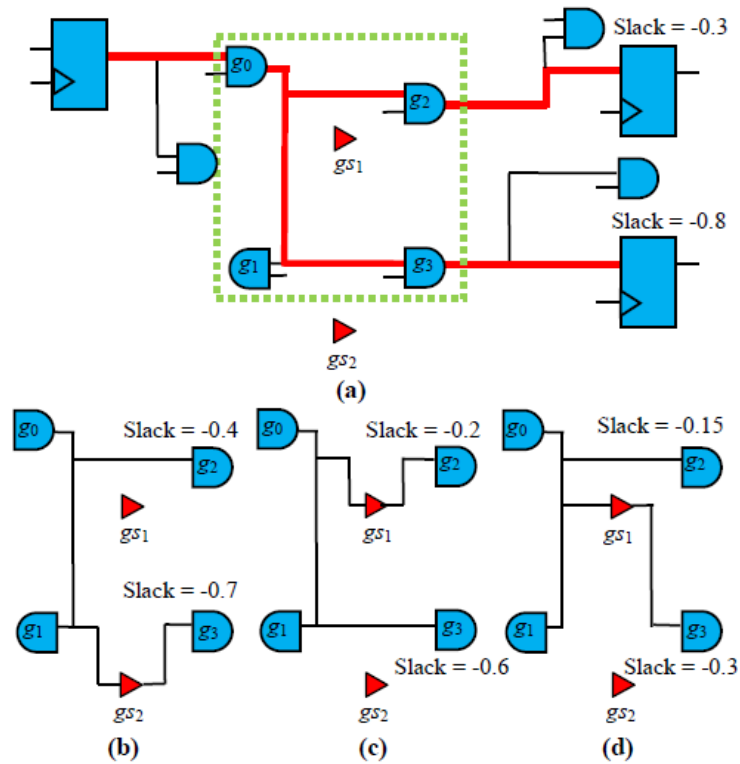 Slack = -0.3
g0
g2
gs1
Slack = -0.8
g1
g3
gs2
(a)
g0
Slack = -0.4
g2
gs1
Slack = -0.7
g1
g3
gs2
(b)
g0
Slack = -0.2
g2
gs1
g1
g3
Slack = -0.6
gs2
(c)
g0
Slack = -0.15
g2
gs1
g1
g3
Slack = -0.3
gs2
(d)